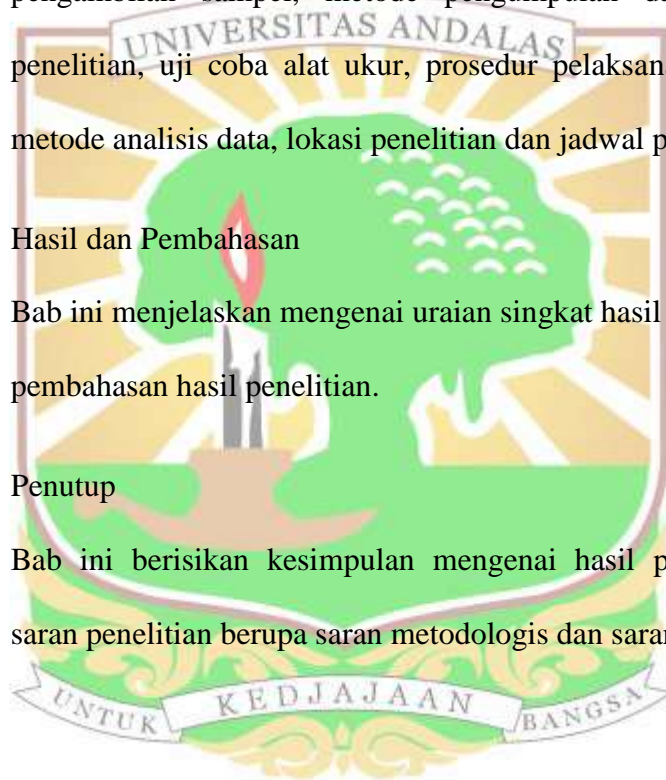 pengambilan sampel, metode pengumpulan
UNIVERSITAS ANDALAS
penelitian, uji coba alat ukur, prosedur
metode analisis data, lokasi penelitian dan jadwal
Hasil dan Pembahasan
Bab ini menjelaskan mengenai uraian singkat hasil
pembahasan hasil penelitian.
Penutup
Bab ini berisikan kesimpulan mengenai hasil
saran penelitian berupa saran metodologis dan
UNTUK KEDJAJAAN BANGSA